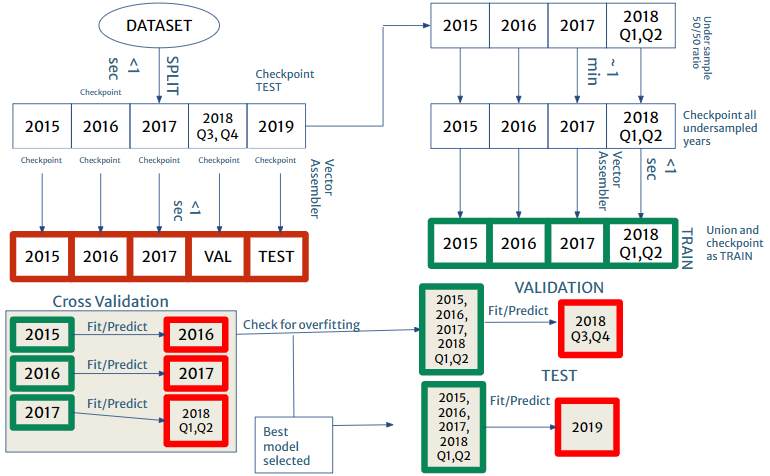 DATASET
<1
sec
SPLIT
Checkpoint
Checkpoint
TEST
2015
2016
2017
2018
Q3, Q4
2019
Checkpoint
Checkpoint
Checkpoint
Checkpoint
Checkpoint
<1
sec
Vector
Assembler
2015
2016
2017
VAL
TEST
2015
2016
2017
2018
Q1,Q2
Under sample
50/50 ratio
~ 1
min
2015
2016
2017
2018
Q1,Q2
Checkpoint all
undersampled
years
Vector
Assembler
<1
sec
2015
2016
2017
2018
Q1,Q2
TRAIN
Union and
checkpoint
as TRAIN
Cross Validation
2015
Fit/Predict
2016
2016
Fit/Predict
2017
2017
Fit/Predict
2018
Q1,Q2
Check for overfitting
Best
model
selected
VALIDATION
2015,
2016,
2017,
2018
Q1,Q2
Fit/Predict
2018
Q3,Q4
TEST
2015,
2016,
2017,
2018
Q1,Q2
Fit/Predict
2019